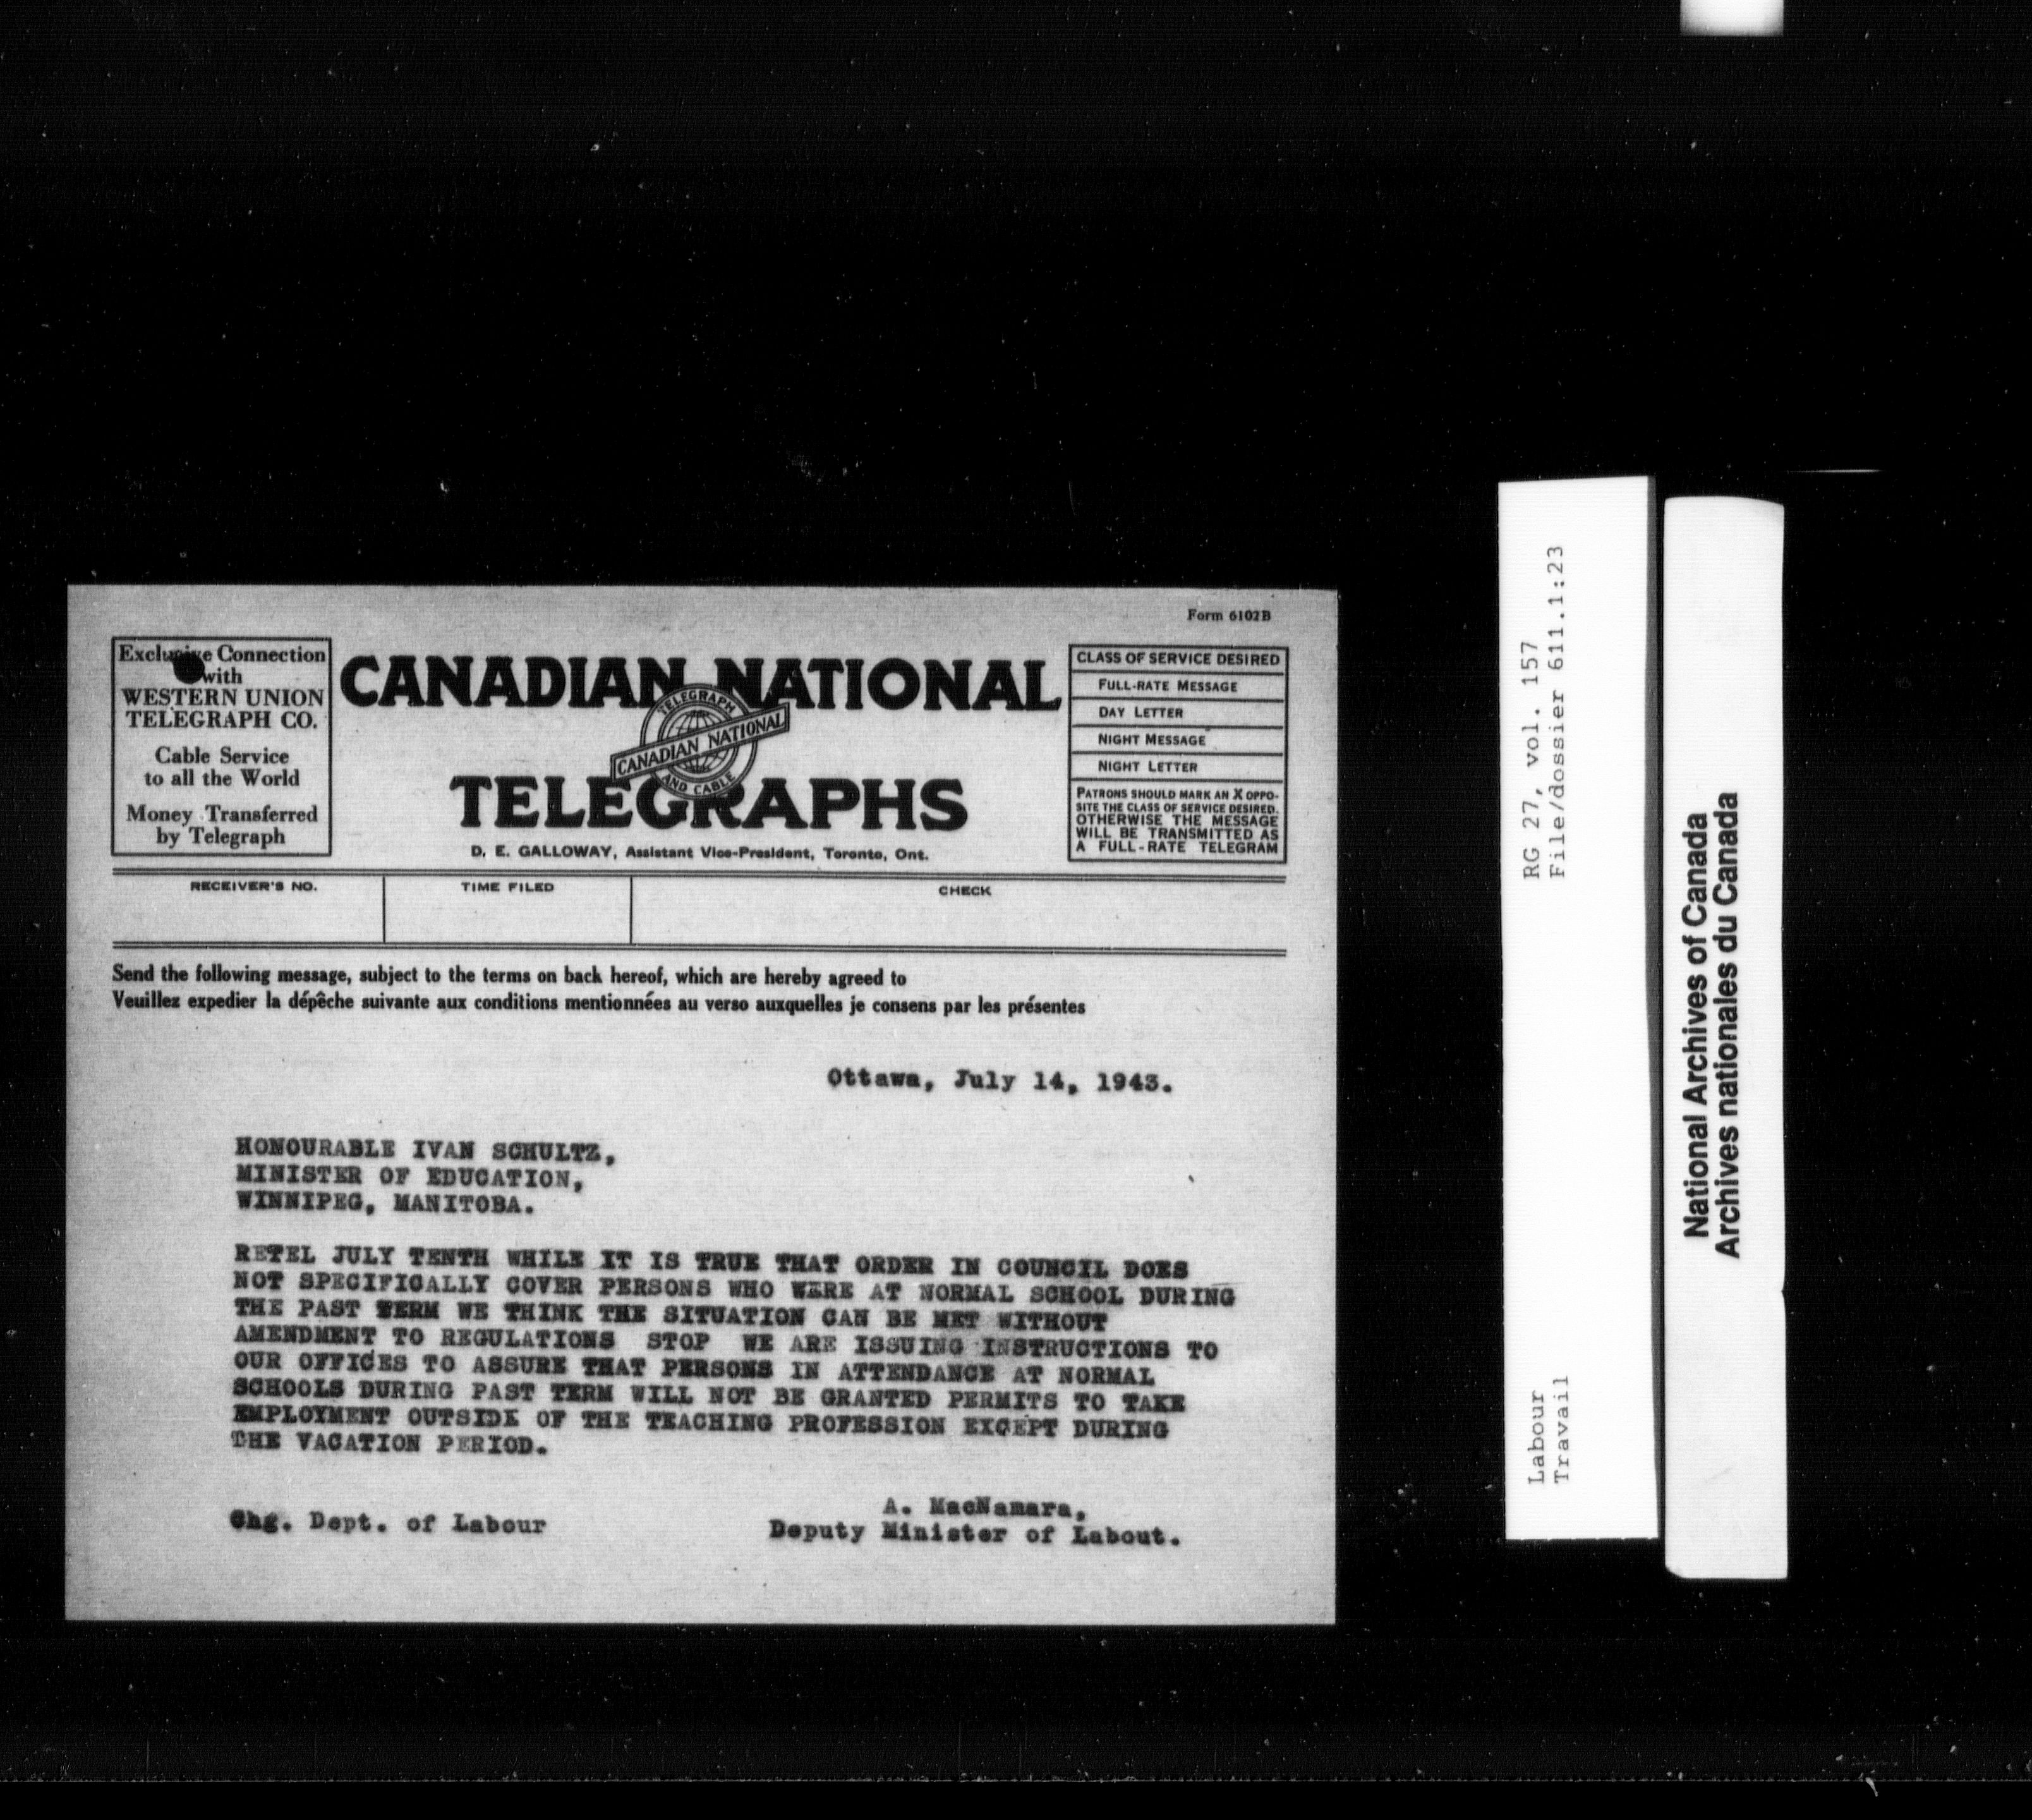 Form 6102B
Exclusive Connection
with
WESTERN UNION
TELEGRAPH CO.
Cable Service
to all the World
Money Transferred
by Telegraph
CANADIAN NATIONAL
TELEGRAPH
CANADIAN NATIONAL
AND CABLE
TELEGRAPHS
D. E. GALLOWAY, Assistant Vice-President, Toronto, Ont.
CLASS OF SERVICE DESIRED
FULL-RATE MESSAGE
DAY LETTER
NIGHT MESSAGE
NIGHT LETTER
PATRONS SHOULD MARK AN X OPPO-
SITE THE CLASS OF SERVICE DESIRED.
OTHERWISE THE MESSAGE
WILL BE TRANSMITTED AS
A FULL-RATE TELEGRAM
RECEIVER'S NO.
TIME FILED
CHECK
Send the following message, subject to the terms on back hereof, which are hereby agreed to
Veuillez expedier la dépêche suivante aux conditions mentionnées au verso auxquelles je consens par les présentes
Ottawa, July 14, 1943.
HONOURABLE IVAN SCHULTZ,
MINISTER OF EDUCATION,
WINNIPEG, MANITOBA.
RETEL JULY TENTH WHILE IT IS TRUE THAT ORDER IN COUNCIL DOES
NOT SPECIFICALLY COVER PERSONS WHO WERE AT NORMAL SCHOOL DURING
THE PAST TERM WE THINK THE SITUATION CAN BE MET WITHOUT
AMENDMENT TO REGULATIONS STOP WE ARE ISSUING INSTRUCTIONS TO
OUR OFFICES TO ASSURE THAT PERSONS IN ATTENDANCE AT NORMAL
SCHOOLS DURING PAST TERM WILL NOT BE GRANTED PERMITS TO TAKE
EMPLOYMENT OUTSIDE OF THE TEACHING PROFESSION EXCEPT DURING
THE VACATION PERIOD.
A. MacNamara,
Chg. Dept. of Labour
Deputy Minister of Labout.
RG 27, vol. 157
File/dossier 611.1:23
Labour
Travail
National Archives of Canada
Archives nationales du Canada